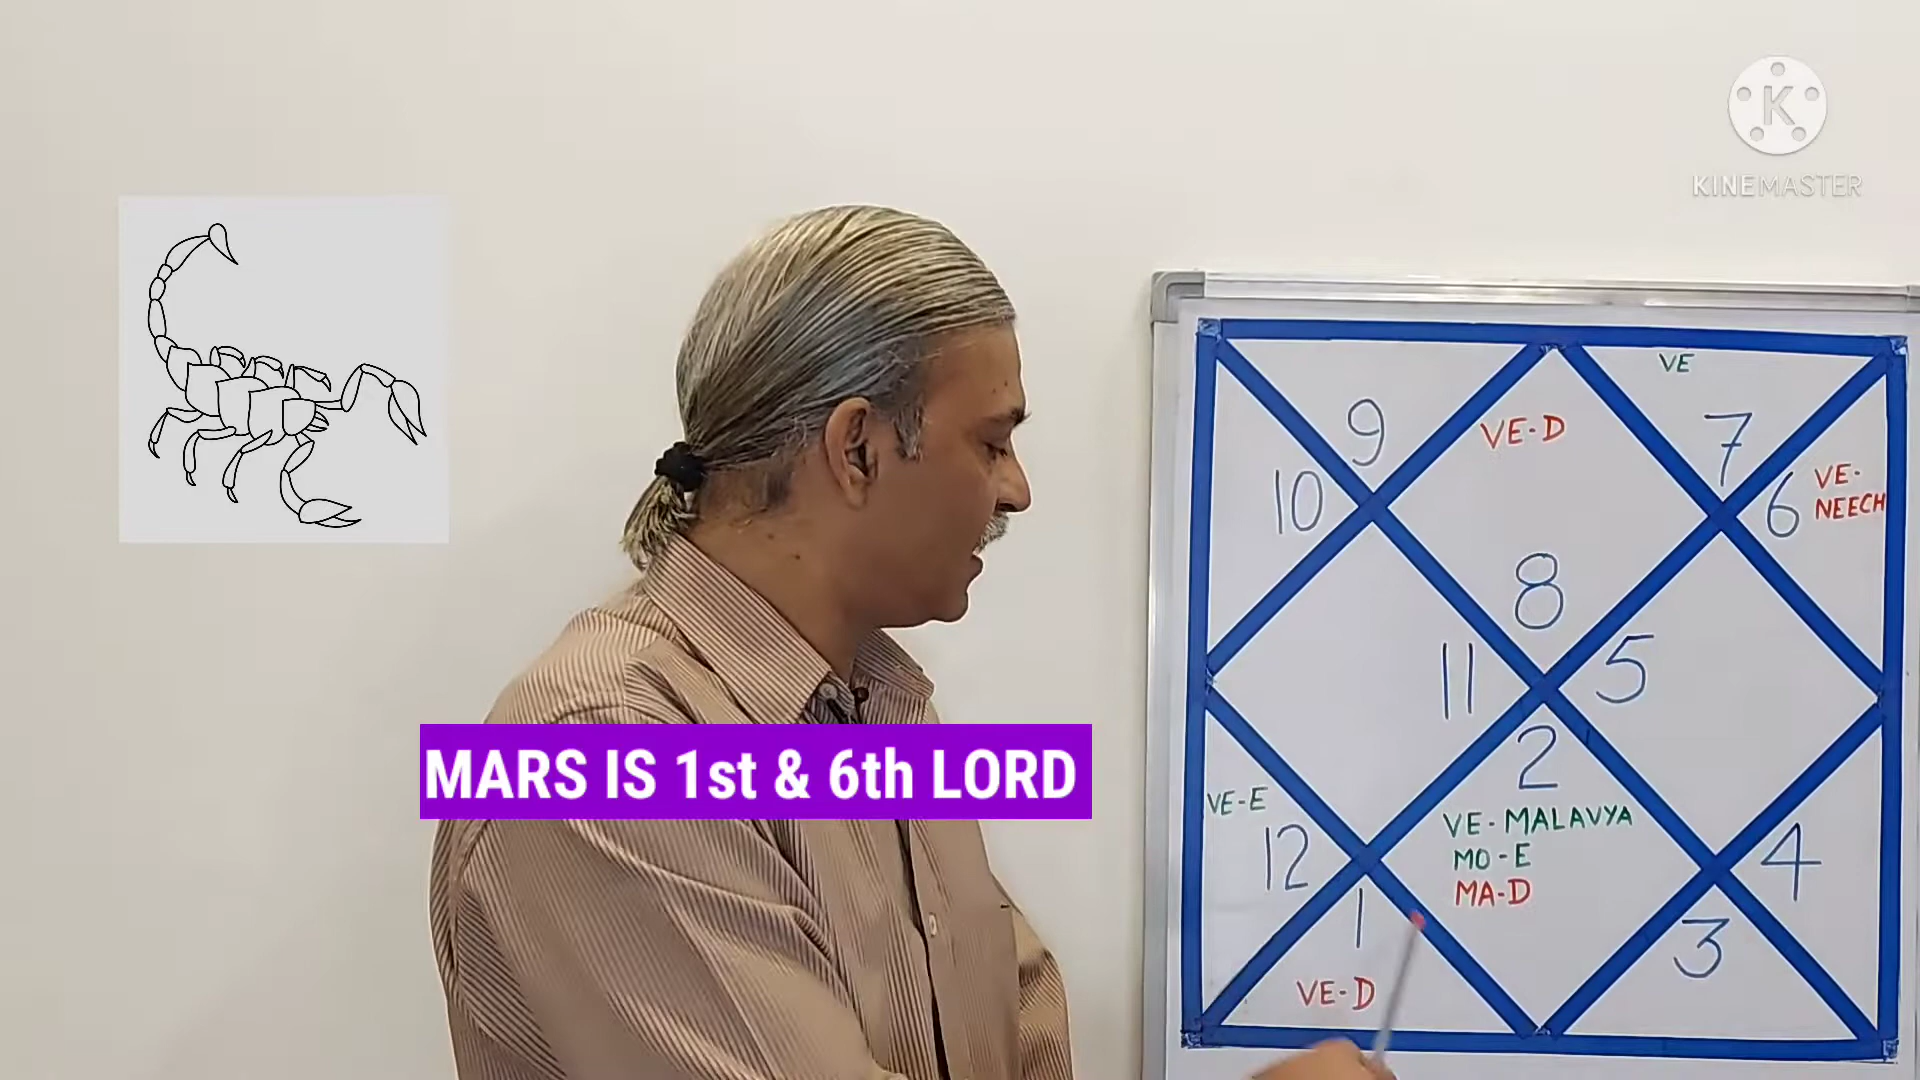 K
KINEMASTER
VE
9
VE-D
7
10
6
VE-
NEECH
8
11
5
2
MARS IS 1st & 6th LORD
VE-E
VE-MALAVYA
12
MO-E
4
MA-D
1
3
VE-D